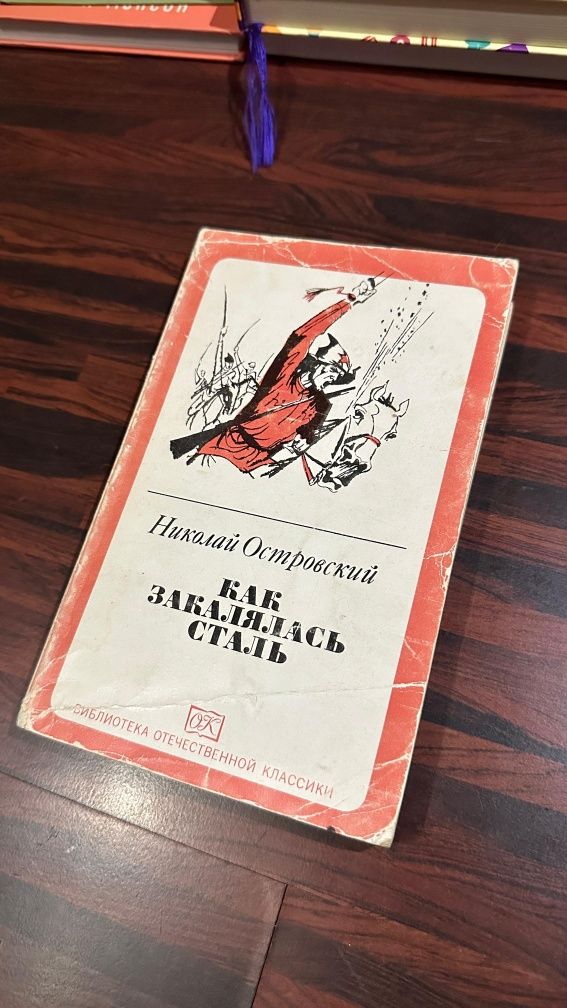 Николай Островский
КАК
ЗАКАЛЯЛАСЬ
СТАЛЬ
ОК
БИБЛИОТЕКА ОТЕЧЕСТВЕННОЙ КЛАССИКИ